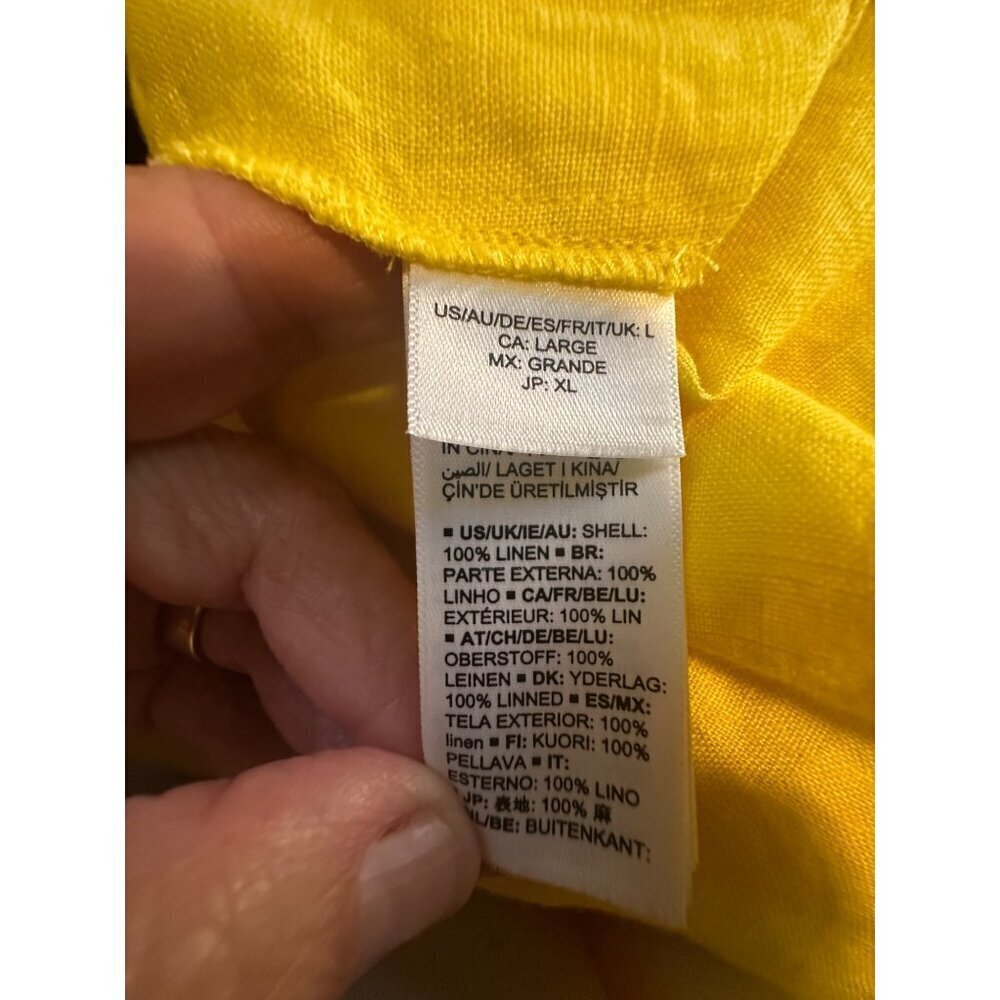 US/AU/DE/ES/FR/IT/UK: L
CA: LARGE
MX: GRANDE
JP: XL
الصين/ LAGET I KINA/
ÇİN'DE ÜRETİLMİŞTİR
▪ US/UK/IE/AU: SHELL:
100% LINEN ▪ BR:
PARTE EXTERNA: 100%
LINHO ▪ CA/FR/BE/LU:
EXTÉRIEUR: 100% LIN
▪ AT/CH/DE/BE/LU:
OBERSTOFF: 100%
LEINEN ▪ DK: YDERLAG:
100% LINNED ▪ ES/MX:
TELA EXTERIOR: 100%
linen ▪ FI: KUORI: 100%
PELLAVA ▪ IT:
ESTERNO: 100% LINO
JP: 表地: 100% 麻
/BE: BUITENKANT: